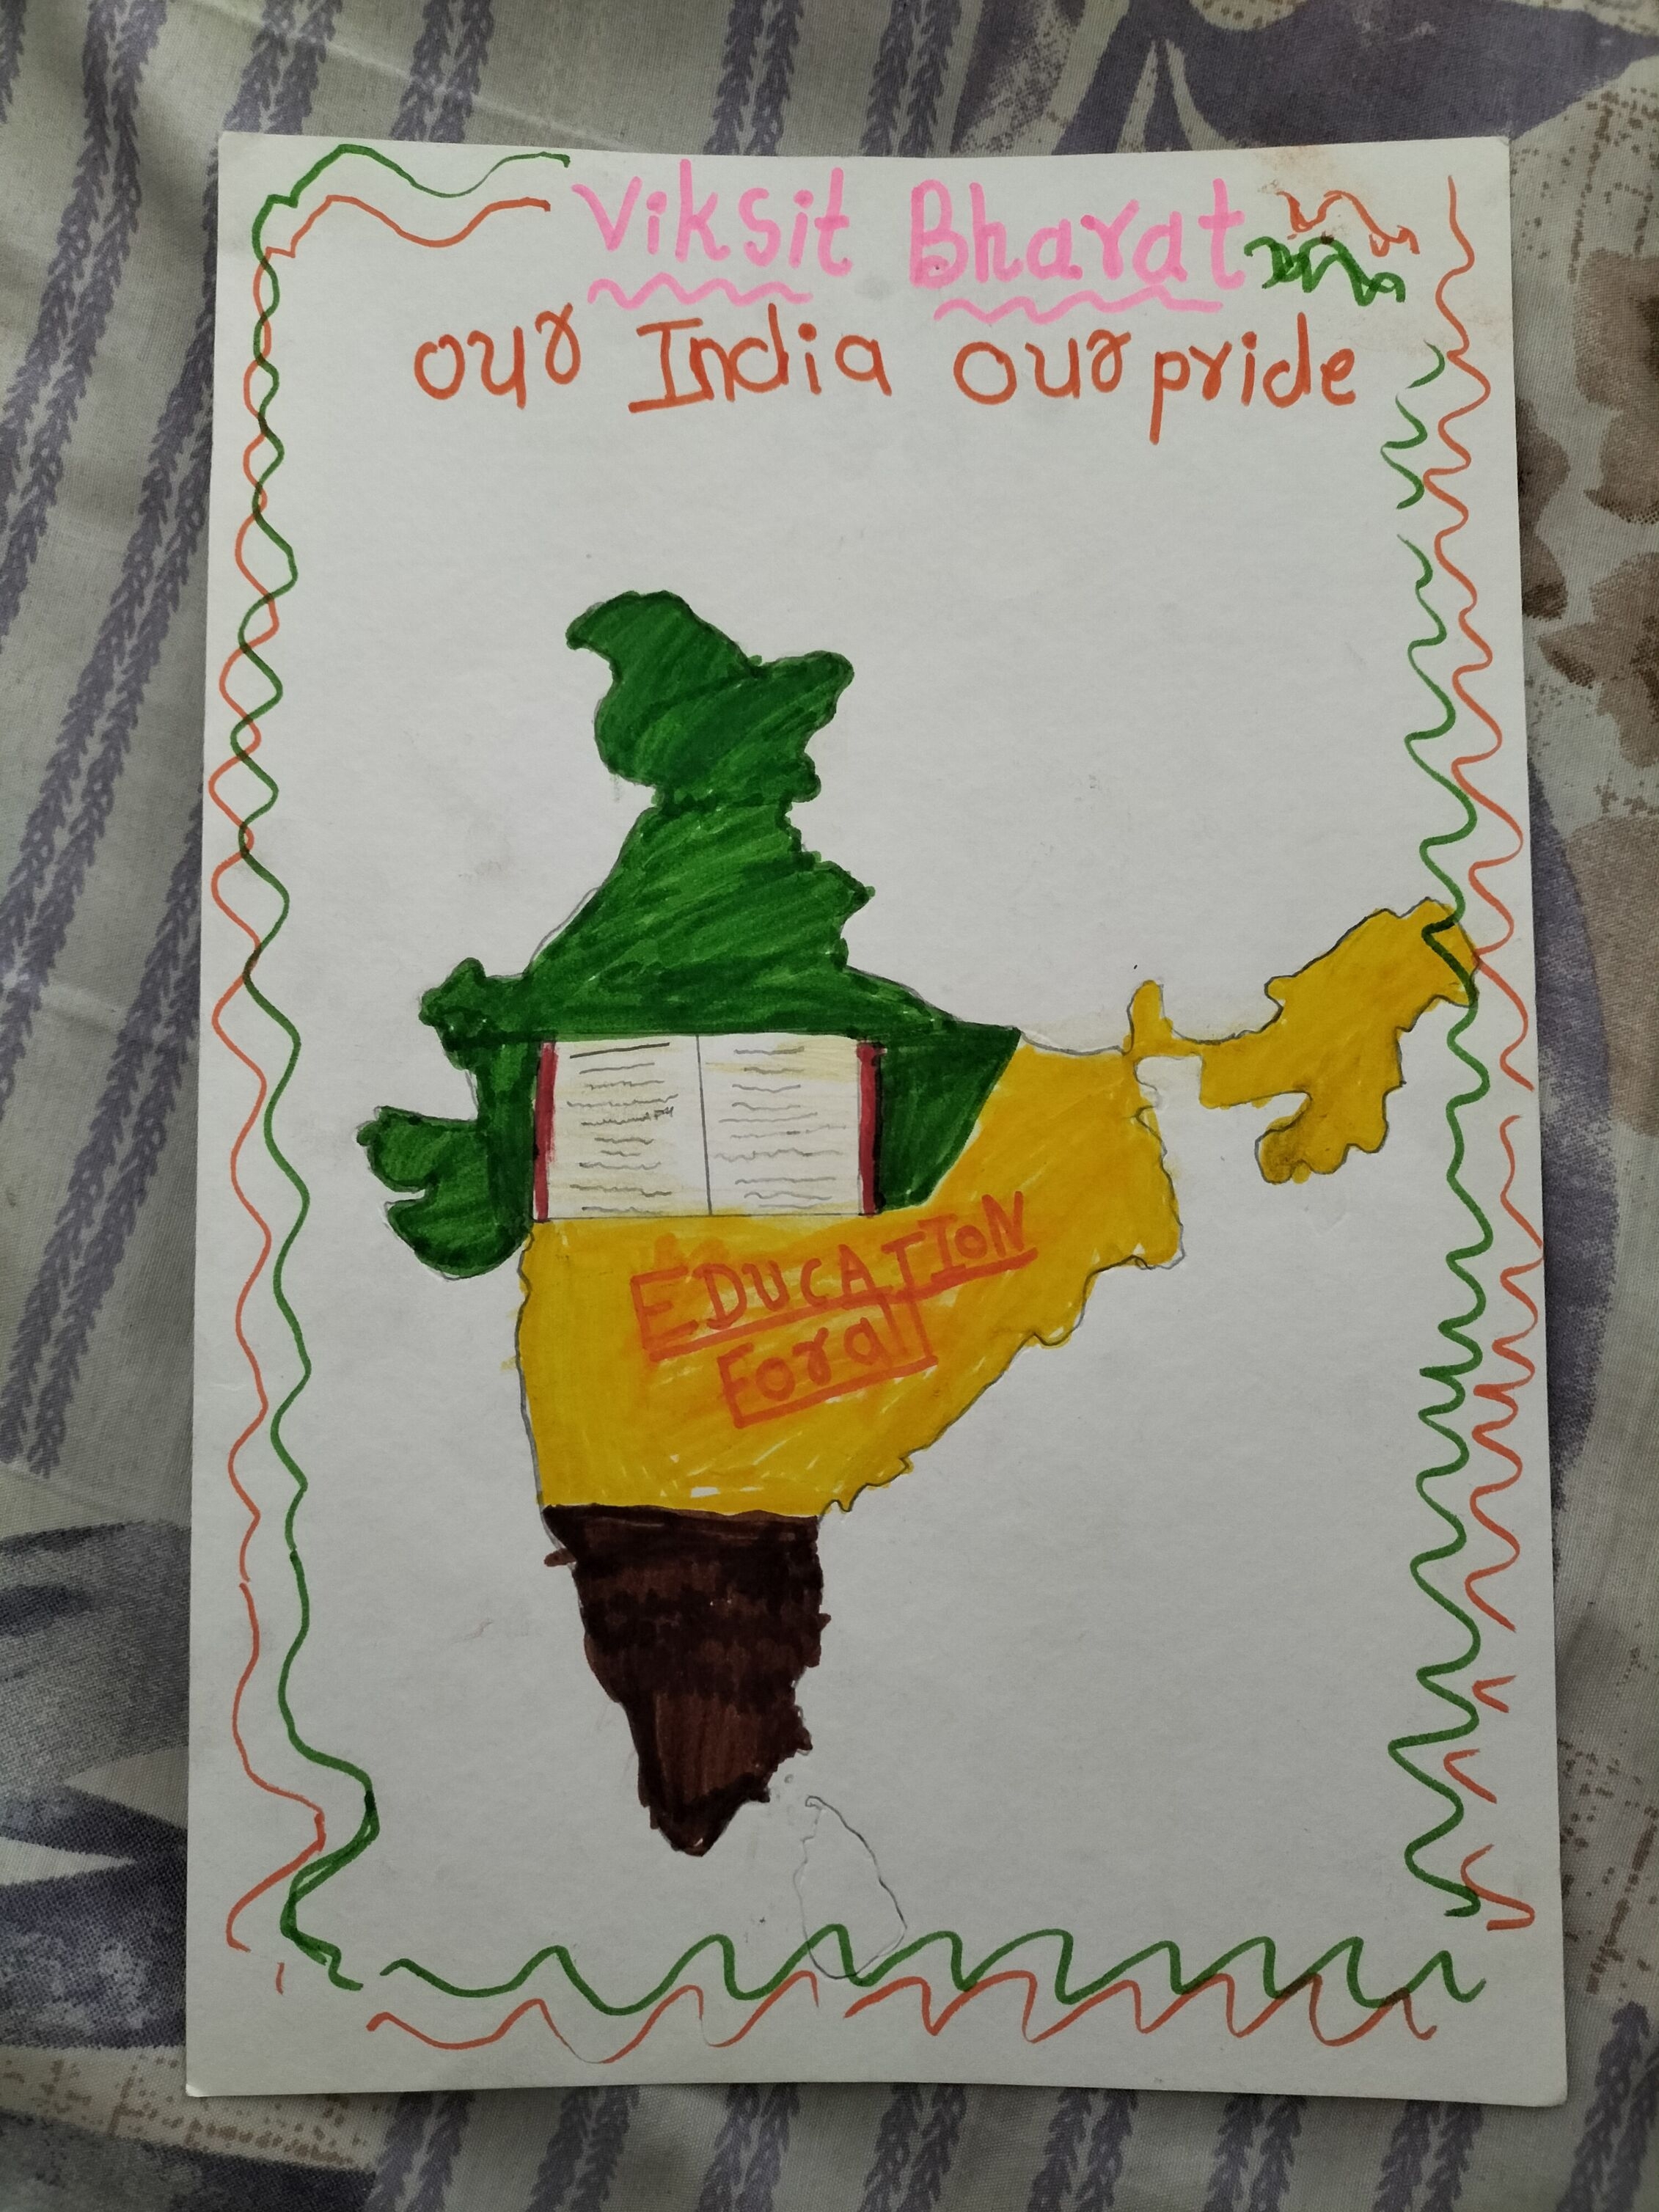 Viksit Bharat
our India our pride
EDUCATION
For all